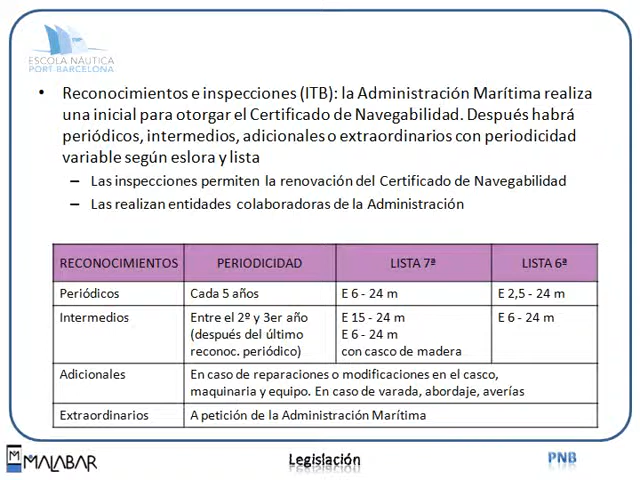 ESCOLA NÁUTICA
PORT BARCELONA
• Reconocimientos e inspecciones (ITB): la Administración Marítima realiza
una inicial para otorgar el Certificado de Navegabilidad. Después habrá
periódicos, intermedios, adicionales o extraordinarios con periodicidad
variable según eslora y lista
– Las inspecciones permiten la renovación del Certificado de Navegabilidad
– Las realizan entidades colaboradoras de la Administración
RECONOCIMIENTOS PERIODICIDAD LISTA 7ª LISTA 6ª
Periódicos Cada 5 años E 6 - 24 m E 2,5 - 24 m
Intermedios Entre el 2º y 3er año E 15 - 24 m E 6 - 24 m
(después del último E 6 - 24 m
reconoc. periódico) con casco de madera
Adicionales En caso de reparaciones o modificaciones en el casco,
maquinaria y equipo. En caso de varada, abordaje, averías
Extraordinarios A petición de la Administración Marítima
MALABAR Legislación PNB